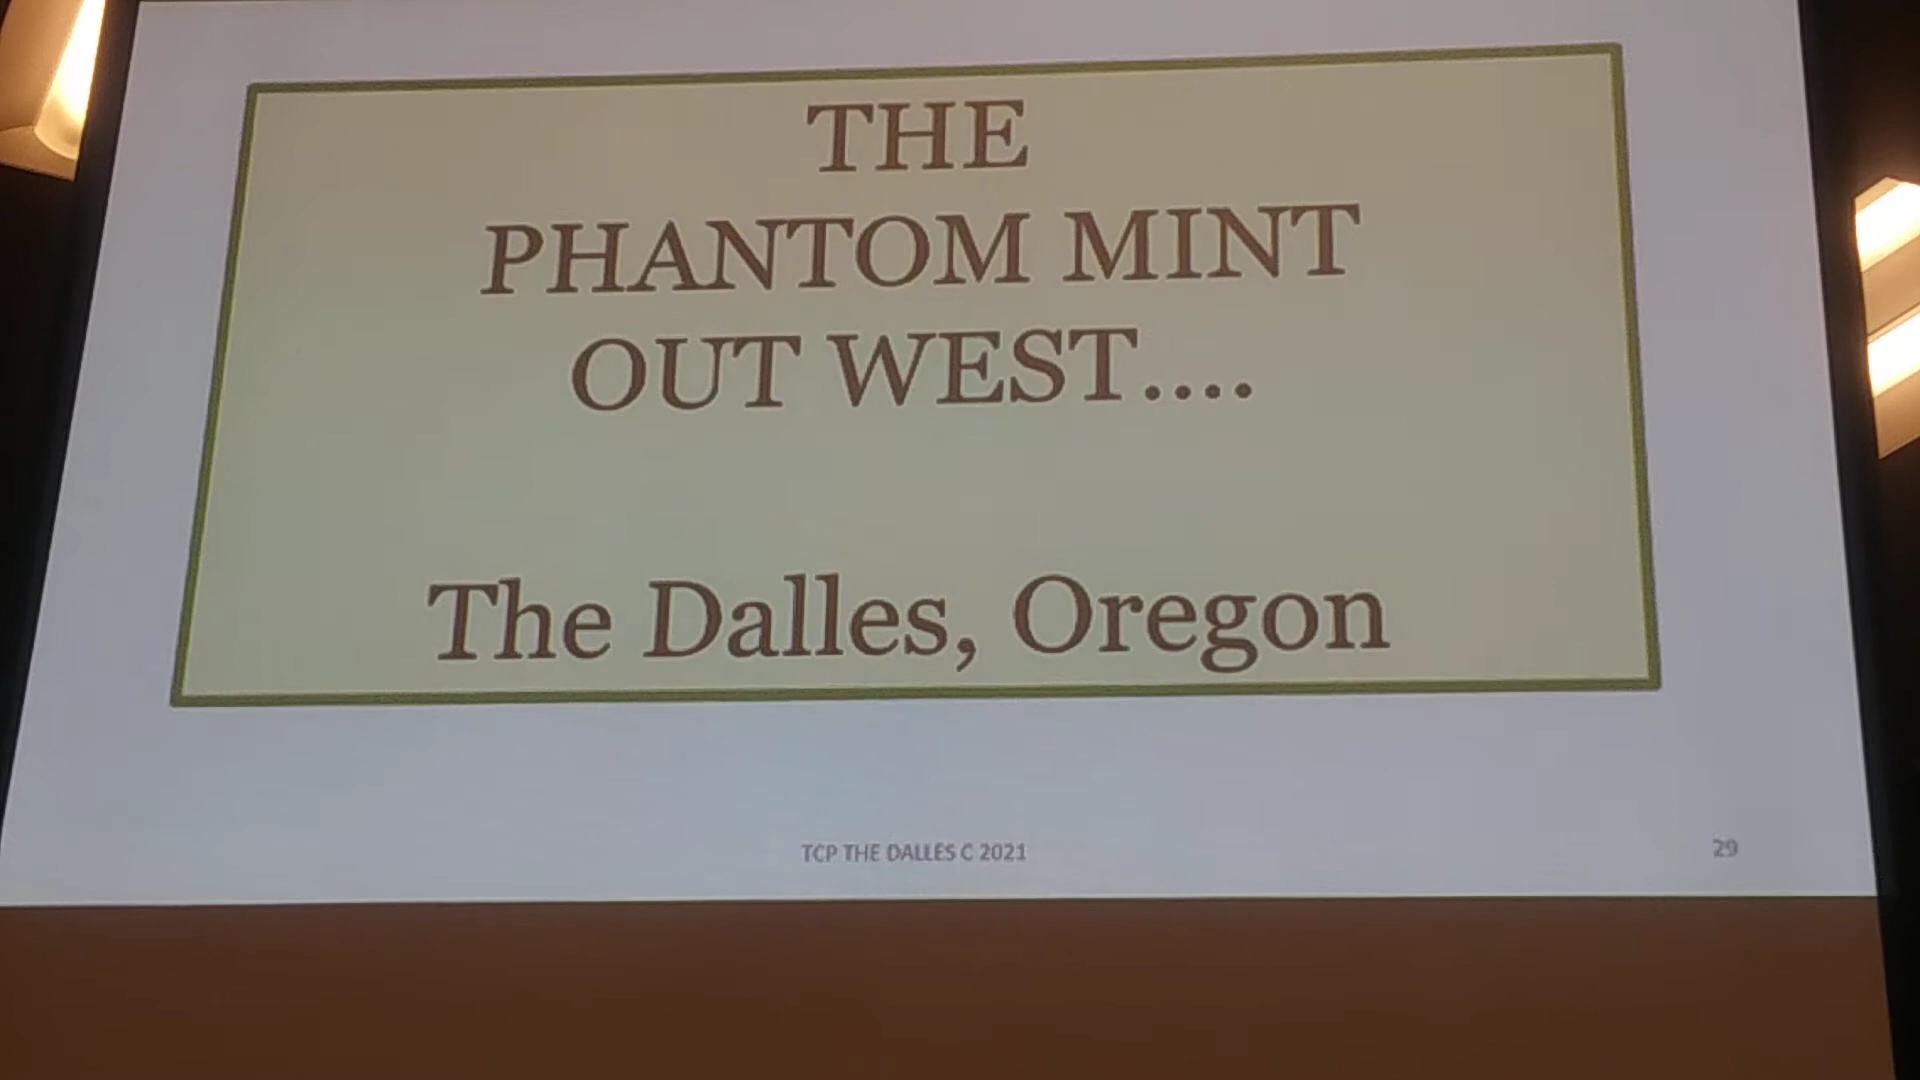 THE
PHANTOM MINT
OUT WEST....
The Dalles, Oregon
TCP THE DALLES C 2021
29